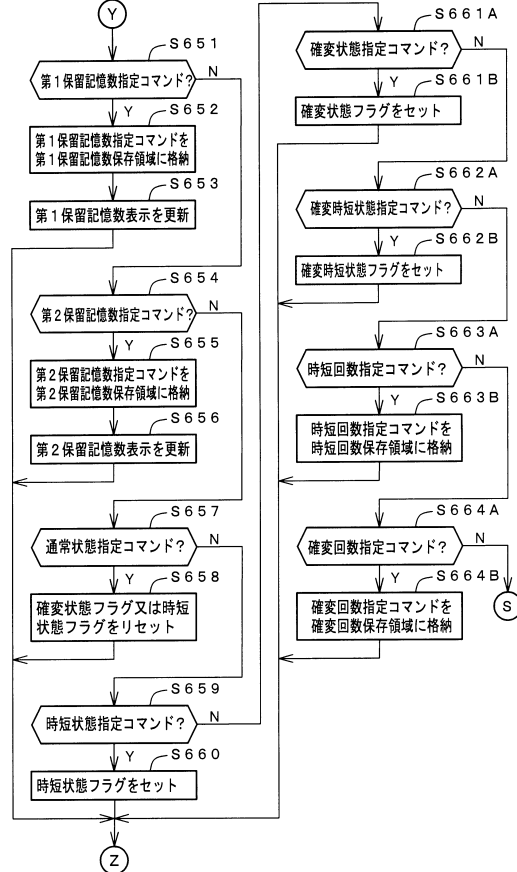 Y
S651
第1保留記憶数指定コマンド?
N
Y
S652
第1保留記憶数指定コマンドを
第1保留記憶数保存領域に格納
S653
第1保留記憶数表示を更新
S654
第2保留記憶数指定コマンド?
N
Y
S655
第2保留記憶数指定コマンドを
第2保留記憶数保存領域に格納
S656
第2保留記憶数表示を更新
S657
通常状態指定コマンド?
N
Y
S658
確変状態フラグ又は時短
状態フラグをリセット
S659
時短状態指定コマンド?
N
Y
S660
時短状態フラグをセット
Z
S661A
確変状態指定コマンド?
N
Y
S661B
確変状態フラグをセット
S662A
確変時短状態指定コマンド?
N
Y
S662B
確変時短状態フラグをセット
S663A
時短回数指定コマンド?
N
Y
S663B
時短回数指定コマンドを
時短回数保存領域に格納
S664A
確変回数指定コマンド?
N
Y
S664B
確変回数指定コマンドを
確変回数保存領域に格納
S